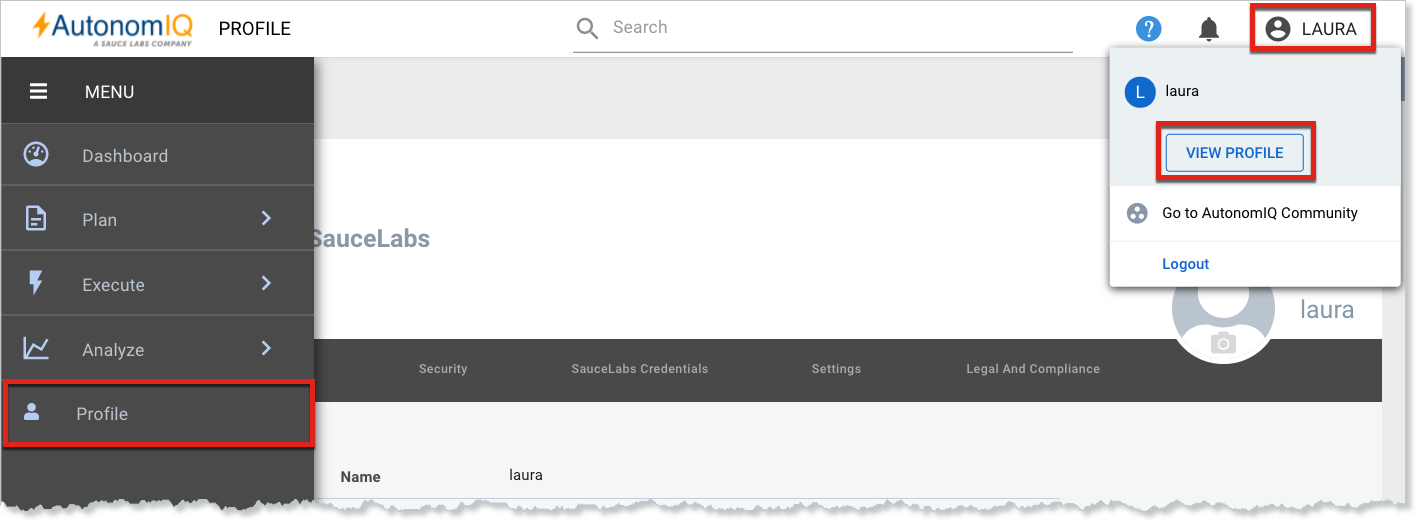 AutonomIQ
A SAUCE LABS COMPANY
PROFILE
Search
?
LAURA
MENU
Dashboard
Plan
Execute
Analyze
Profile
L laura
VIEW PROFILE
Go to AutonomIQ Community
Logout
SauceLabs
laura
Security SauceLabs Credentials Settings Legal And Compliance
Name laura